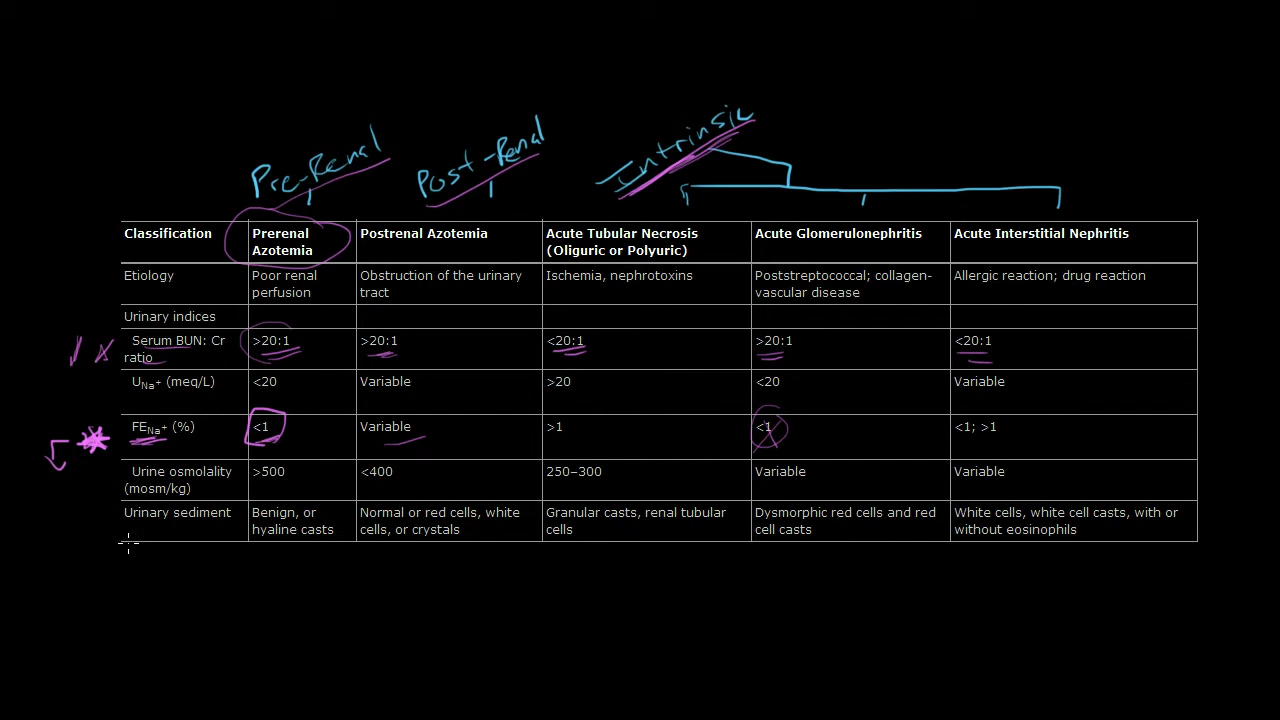 Pre-Renal
Post-Renal
Intrinsic
Classification
Prerenal
Azotemia
Postrenal Azotemia
Acute Tubular Necrosis
(Oliguric or Polyuric)
Acute Glomerulonephritis
Acute Interstitial Nephritis
Etiology
Poor renal
perfusion
Obstruction of the urinary
tract
Ischemia, nephrotoxins
Poststreptococcal; collagen-
vascular disease
Allergic reaction; drug reaction
Urinary indices
Serum BUN: Cr
ratio
>20:1
>20:1
<20:1
>20:1
<20:1
UNa+ (meq/L)
<20
Variable
>20
<20
Variable
FENa+ (%)
<1
Variable
>1
<1
<1; >1
Urine osmolality
(mosm/kg)
>500
<400
250–300
Variable
Variable
Urinary sediment
Benign, or
hyaline casts
Normal or red cells, white
cells, or crystals
Granular casts, renal tubular
cells
Dysmorphic red cells and red
cell casts
White cells, white cell casts, with or
without eosinophils